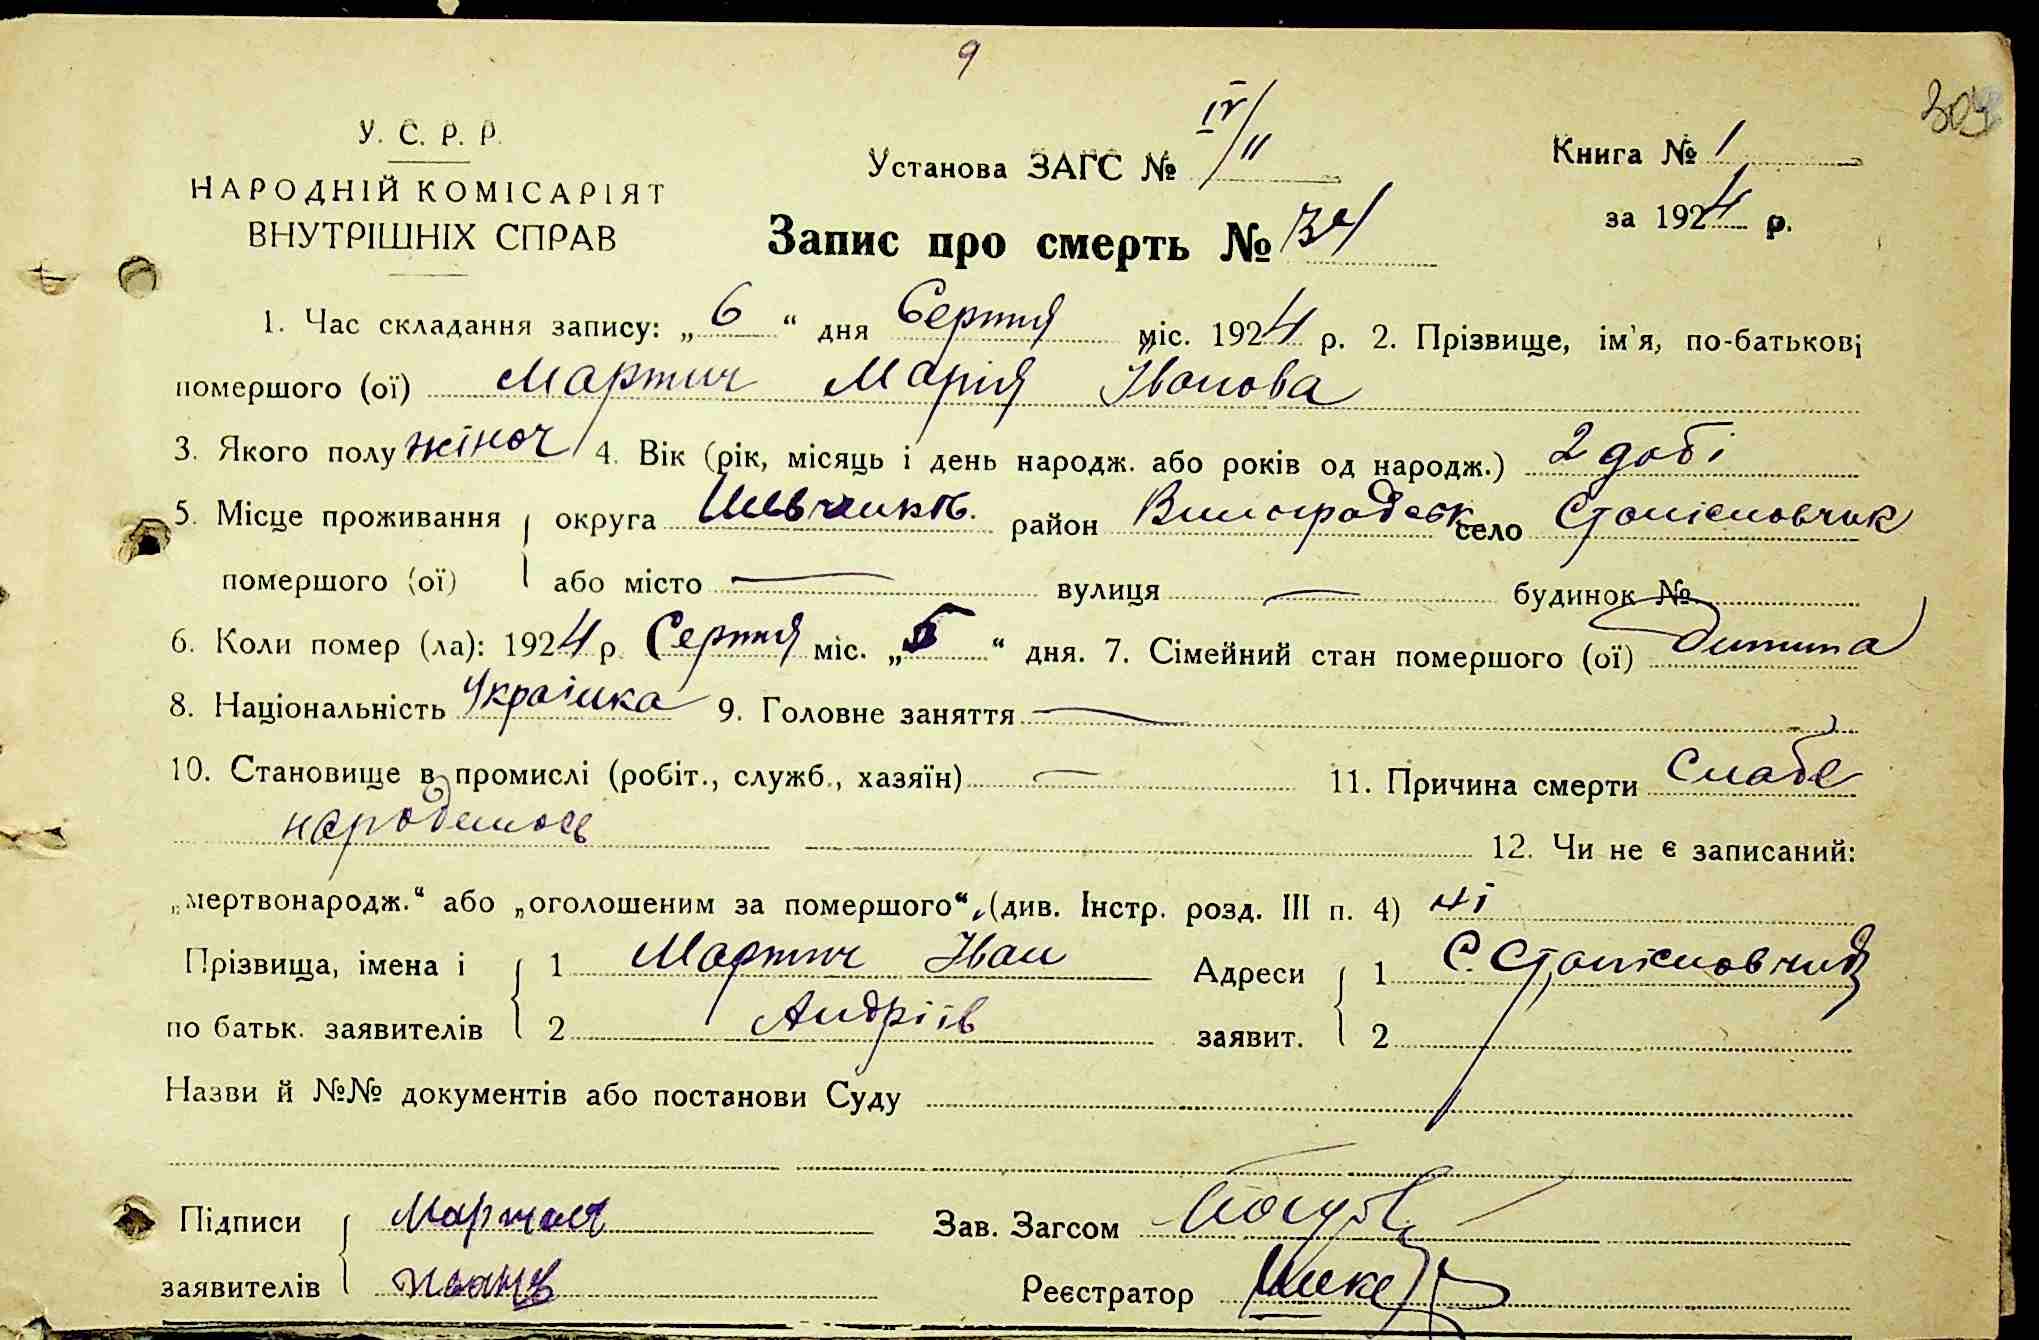 9
304
У. С. Р. Р.
НАРОДНІЙ КОМІСАРІЯТ
ВНУТРІШНІХ СПРАВ
Установа ЗАГС № IV/II
Книга № 1
за 1924 р.
Запис про смерть № 34
1. Час складання запису: „ 6 “ дня Серпня міс. 1924 р. 2. Прізвище, ім'я, по-батькові
помершого (ої) Мартич Марія Іванова
3. Якого полу жіноч 4. Вік (рік, місяць і день народж. або років од народж.) 2 добі
5. Місце проживання округа Шевченків. район Виноградськ село Станіславчик
помершого (ої) або місто — вулиця — будинок №
6. Коли помер (ла): 1924 р. Серпня міс. „ 5 “ дня. 7. Сімейний стан помершого (ої) Дитина
8. Національність Українка 9. Головне заняття —
10. Становище в промислі (робіт., служб., хазяїн) — 11. Причина смерти Слабе
народилось
12. Чи не є записаний:
„мертвонародж.“ або „оголошеним за помершого“, (див. Інстр. розд. III п. 4) ні
Прізвища, імена і 1 Мартич Іван Адреси 1 С. Станіславчик
по батьк. заявителів 2 Андріїв заявит. 2
Назви й №№ документів або постанови Суду
Підписи Мартич Зав. Загсом
заявителів Реєстратор